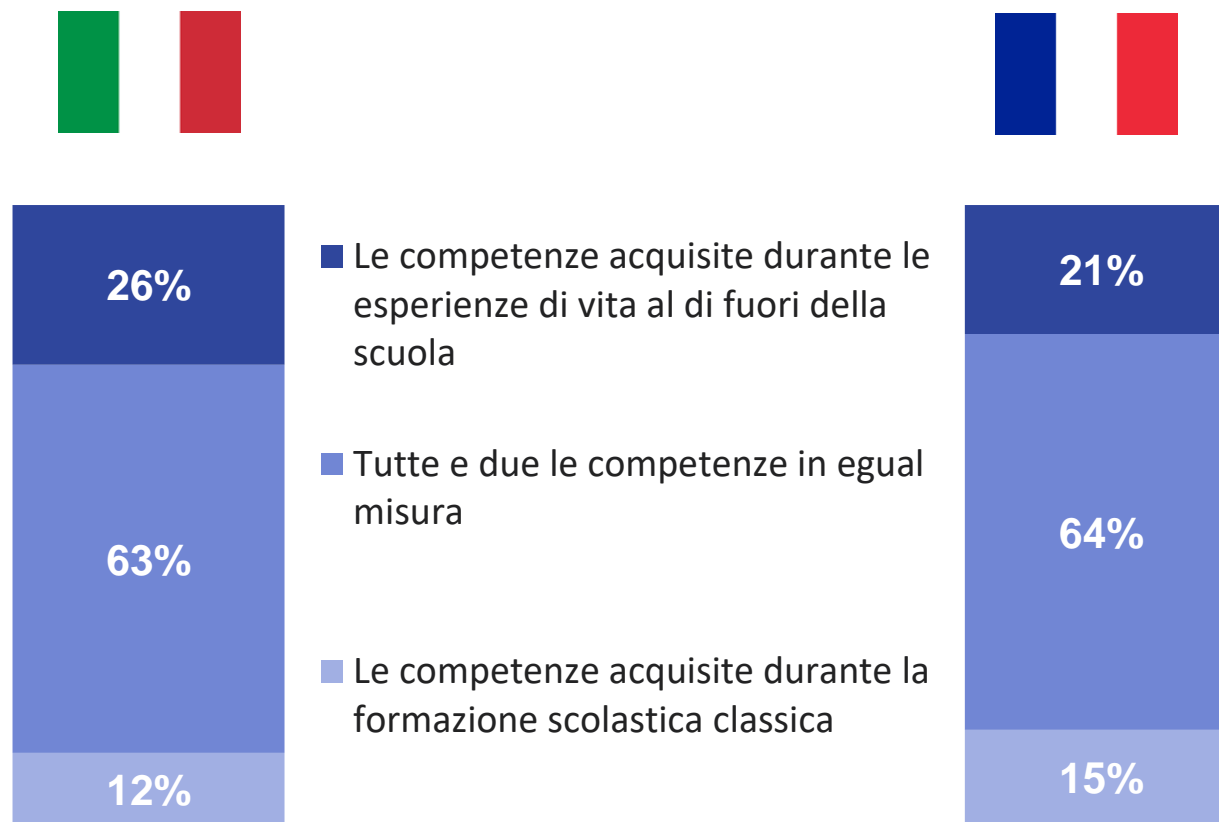 26%
63%
12%
Le competenze acquisite durante le
esperienze di vita al di fuori della
scuola
Tutte e due le competenze in egual
misura
Le competenze acquisite durante la
formazione scolastica classica
21%
64%
15%